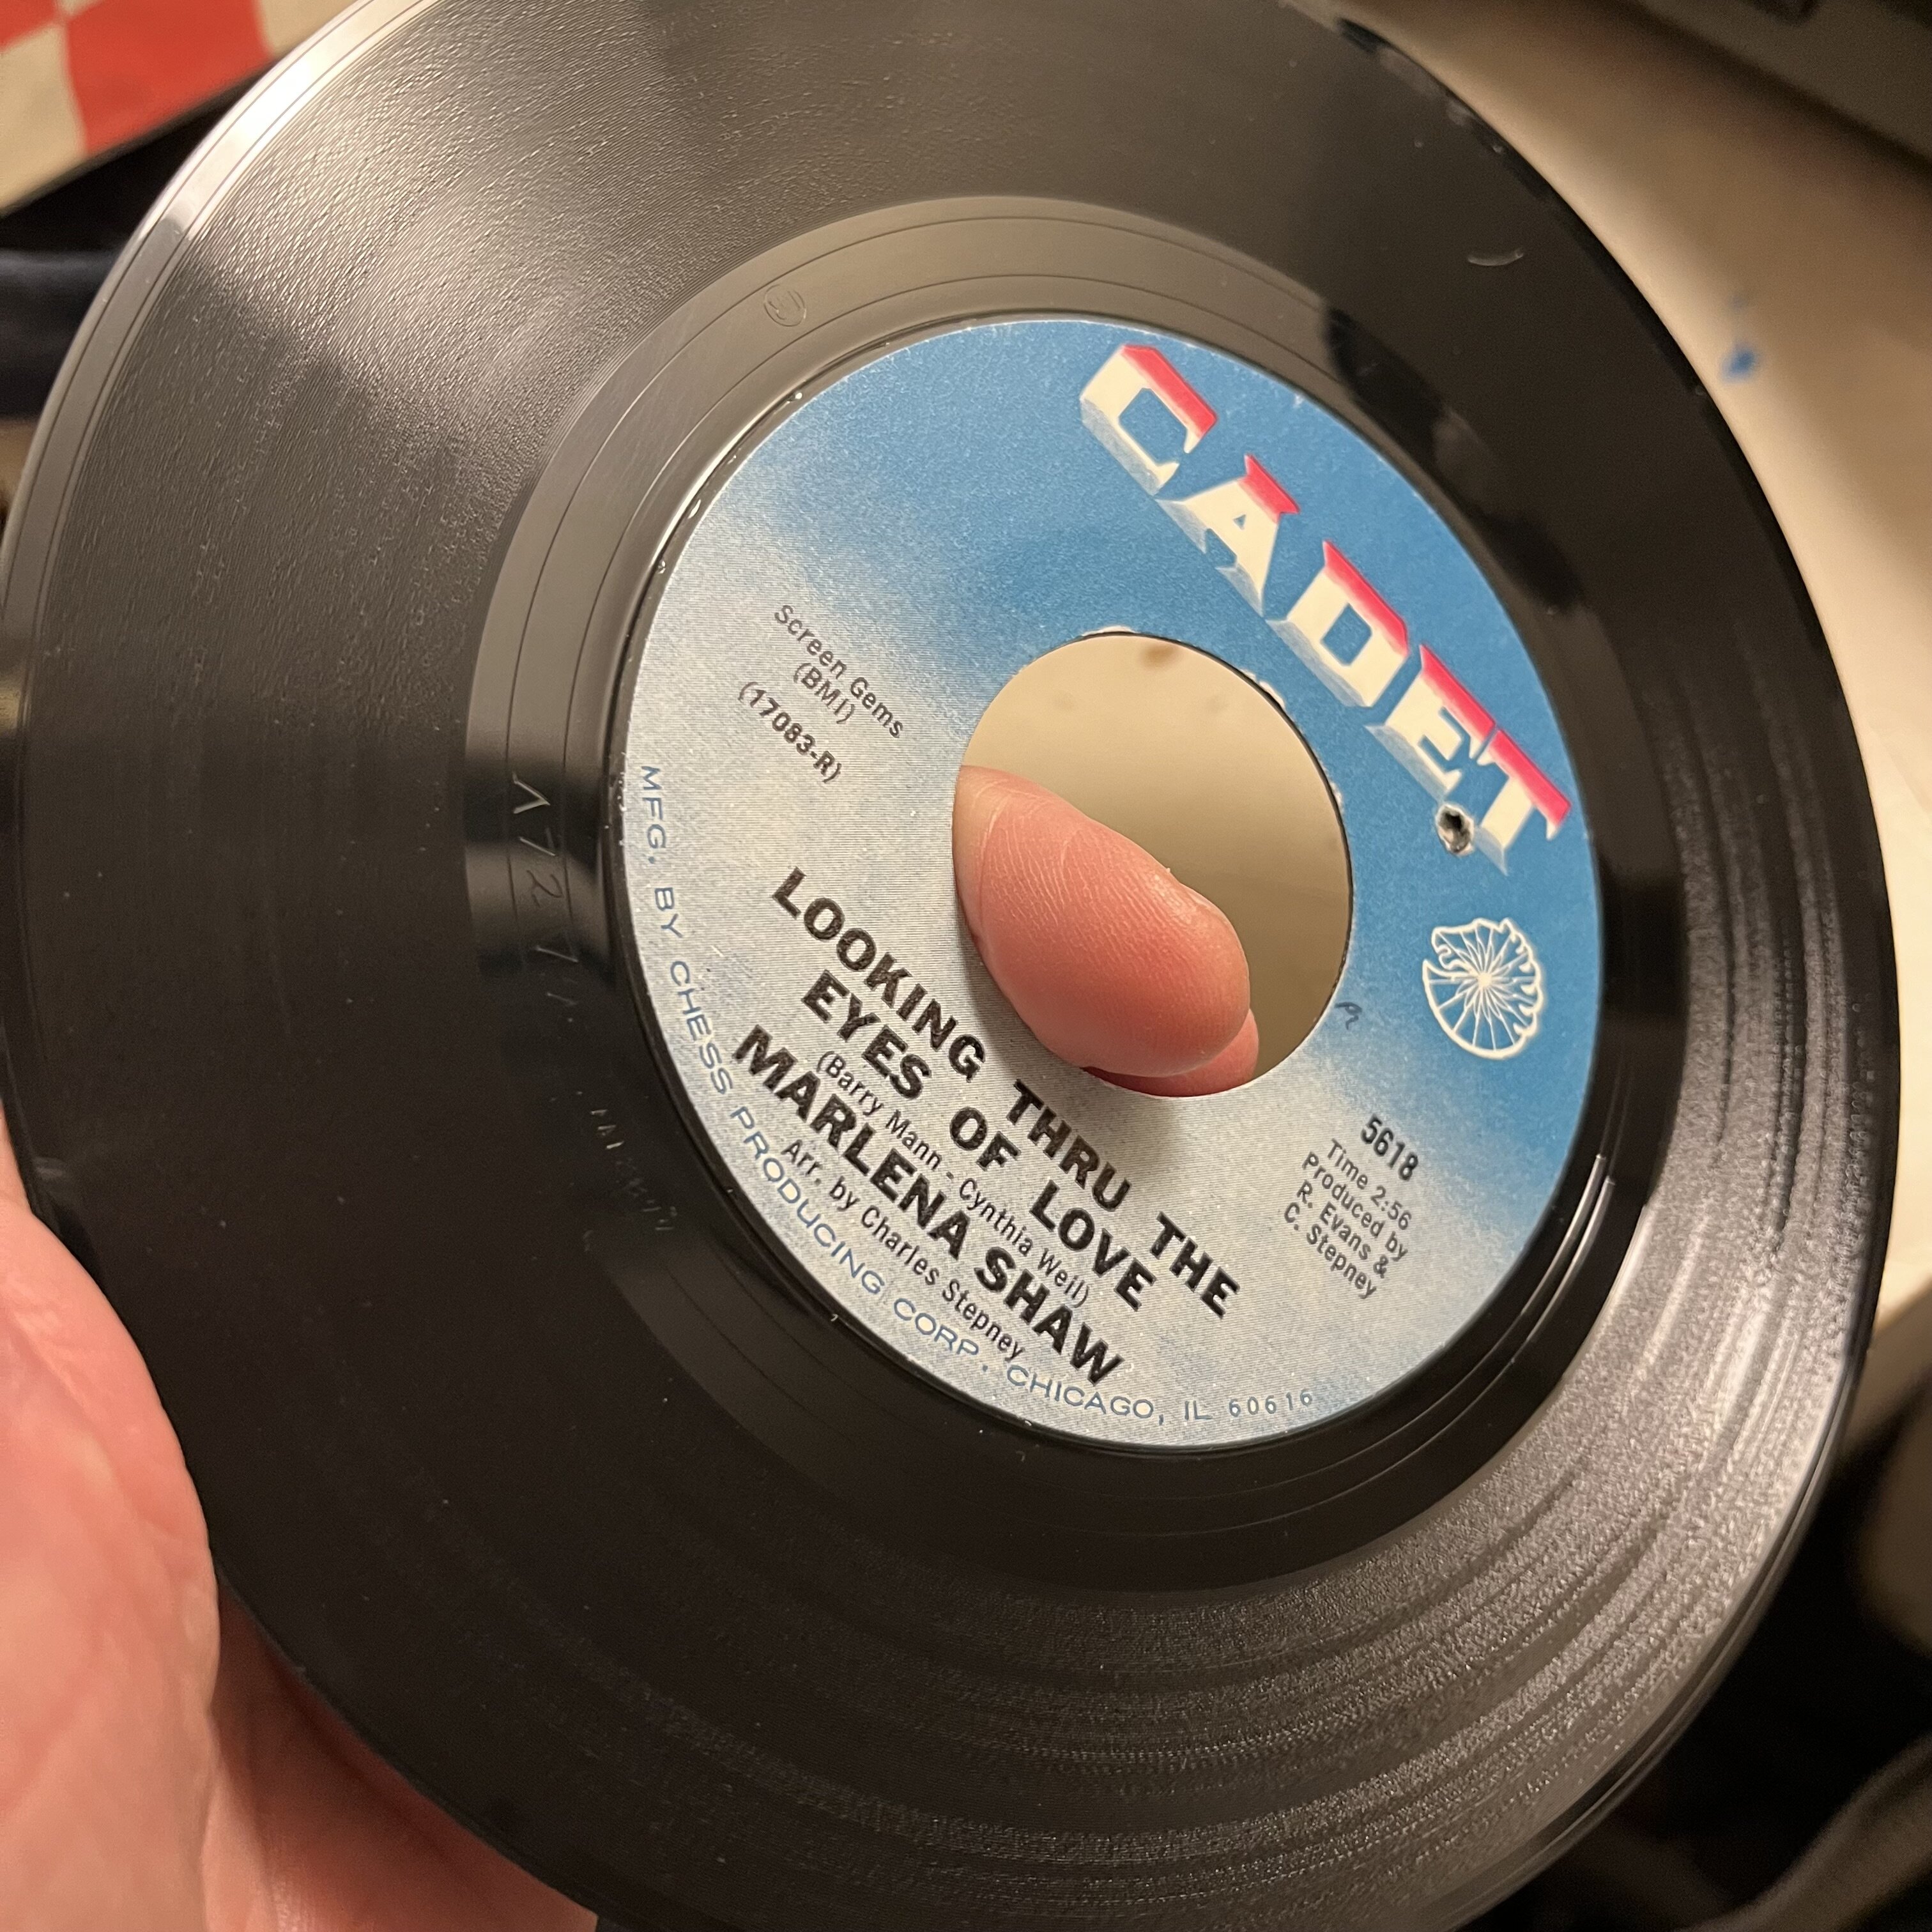 CADET
Screen Gems
(BMI)
(17083-R)
5618
Time 2:56
Produced by
R. Evans &
C. Stepney
LOOKING THRU THE
EYES OF LOVE
(Barry Mann - Cynthia Weil)
MARLENA SHAW
Arr. by Charles Stepney
MFG. BY CHESS PRODUCING CORP. CHICAGO, IL 60616